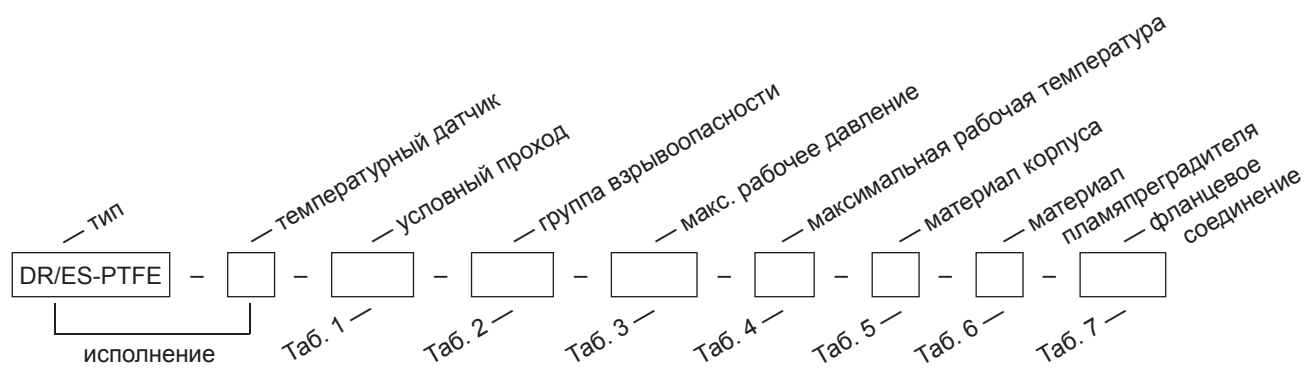 — тип
— температурный датчик
— условный проход
— группа взрывоопасности
— макс. рабочее давление
— максимальная рабочая температура
— материал корпуса
— материал
пламяпреградителя
— фланцевое
соединение
DR/ES-PTFE – – – – – – – –
исполнение
Таб. 1 —
Таб. 2 —
Таб. 3 —
Таб. 4 —
Таб. 5 —
Таб. 6 —
Таб. 7 —